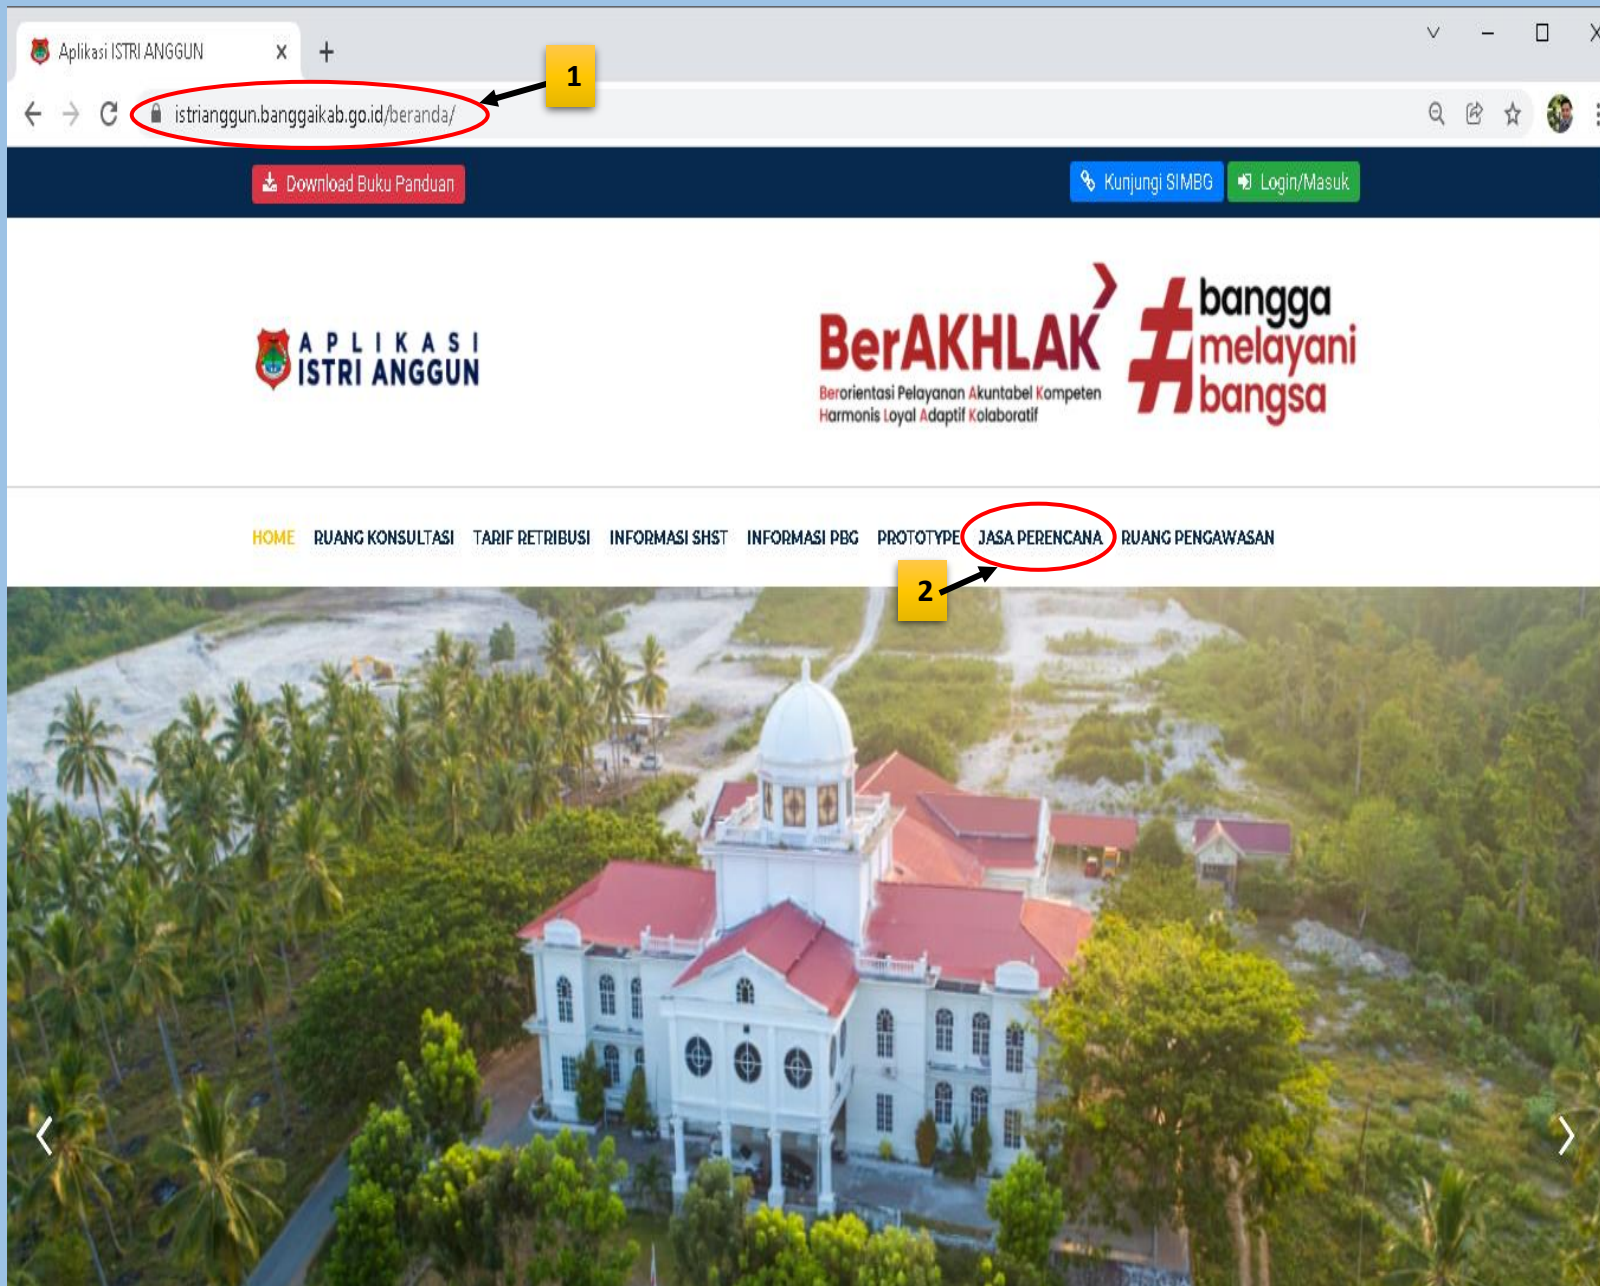 Aplikasi ISTRI ANGGUN
1
istrianggun.banggaikab.go.id/beranda/
Download Buku Panduan
Kunjungi SIMBG
Login/Masuk
APLIKASI
ISTRI ANGGUN
BerAKHLAK
Berorientasi Pelayanan Akuntabel Kompeten
Harmonis Loyal Adaptif Kolaboratif
#bangga
melayani
bangsa
HOME RUANG KONSULTASI TARIF RETRIBUSI INFORMASI SHST INFORMASI PBG PROTOTYPE JASA PERENCANA RUANG PENGAWASAN
2